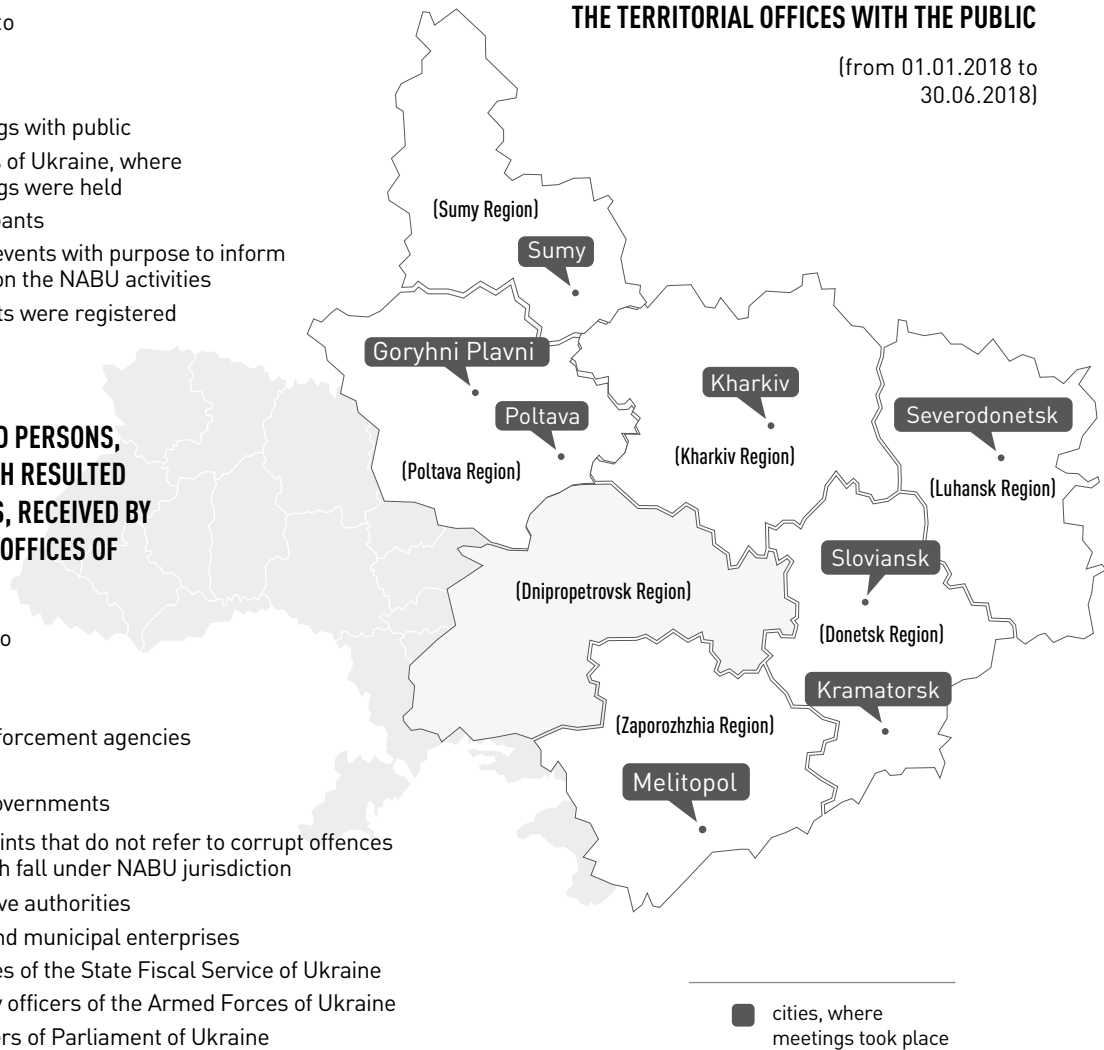 to
THE TERRITORIAL OFFICES WITH THE PUBLIC
(from 01.01.2018 to
30.06.2018)
gs with public
s of Ukraine, where
gs were held
pants
events with purpose to inform
on the NABU activities
ts were registered
D PERSONS,
H RESULTED
S, RECEIVED BY
OFFICES OF
to
forcement agencies
overnments
ints that do not refer to corrupt offences
h fall under NABU jurisdiction
ve authorities
nd municipal enterprises
es of the State Fiscal Service of Ukraine
y officers of the Armed Forces of Ukraine
ers of Parliament of Ukraine
(Sumy Region)
Sumy
Goryhni Plavni
Poltava
(Poltava Region)
Kharkiv
(Kharkiv Region)
Severodonetsk
(Luhansk Region)
Sloviansk
(Donetsk Region)
Kramatorsk
(Dnipropetrovsk Region)
(Zaporozhzhia Region)
Melitopol
cities, where
meetings took place